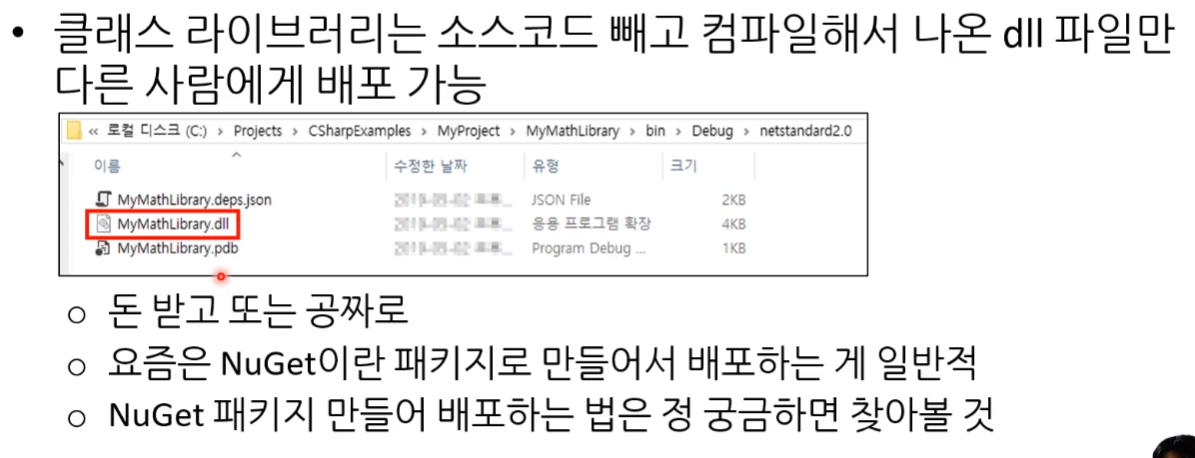 • 클래스 라이브러리는 소스코드 빼고 컴파일해서 나온 dll 파일만
다른 사람에게 배포 가능
« 로컬 디스크 (C:) › Projects › CSharpExamples › MyProject › MyMathLibrary › bin › Debug › netstandard2.0
이름 수정한 날짜 유형 크기
MyMathLibrary.deps.json JSON File 2KB
MyMathLibrary.dll 응용 프로그램 확장 4KB
MyMathLibrary.pdb Program Debug ... 1KB
o 돈 받고 또는 공짜로
o 요즘은 NuGet이란 패키지로 만들어서 배포하는 게 일반적
o NuGet 패키지 만들어 배포하는 법은 정 궁금하면 찾아볼 것